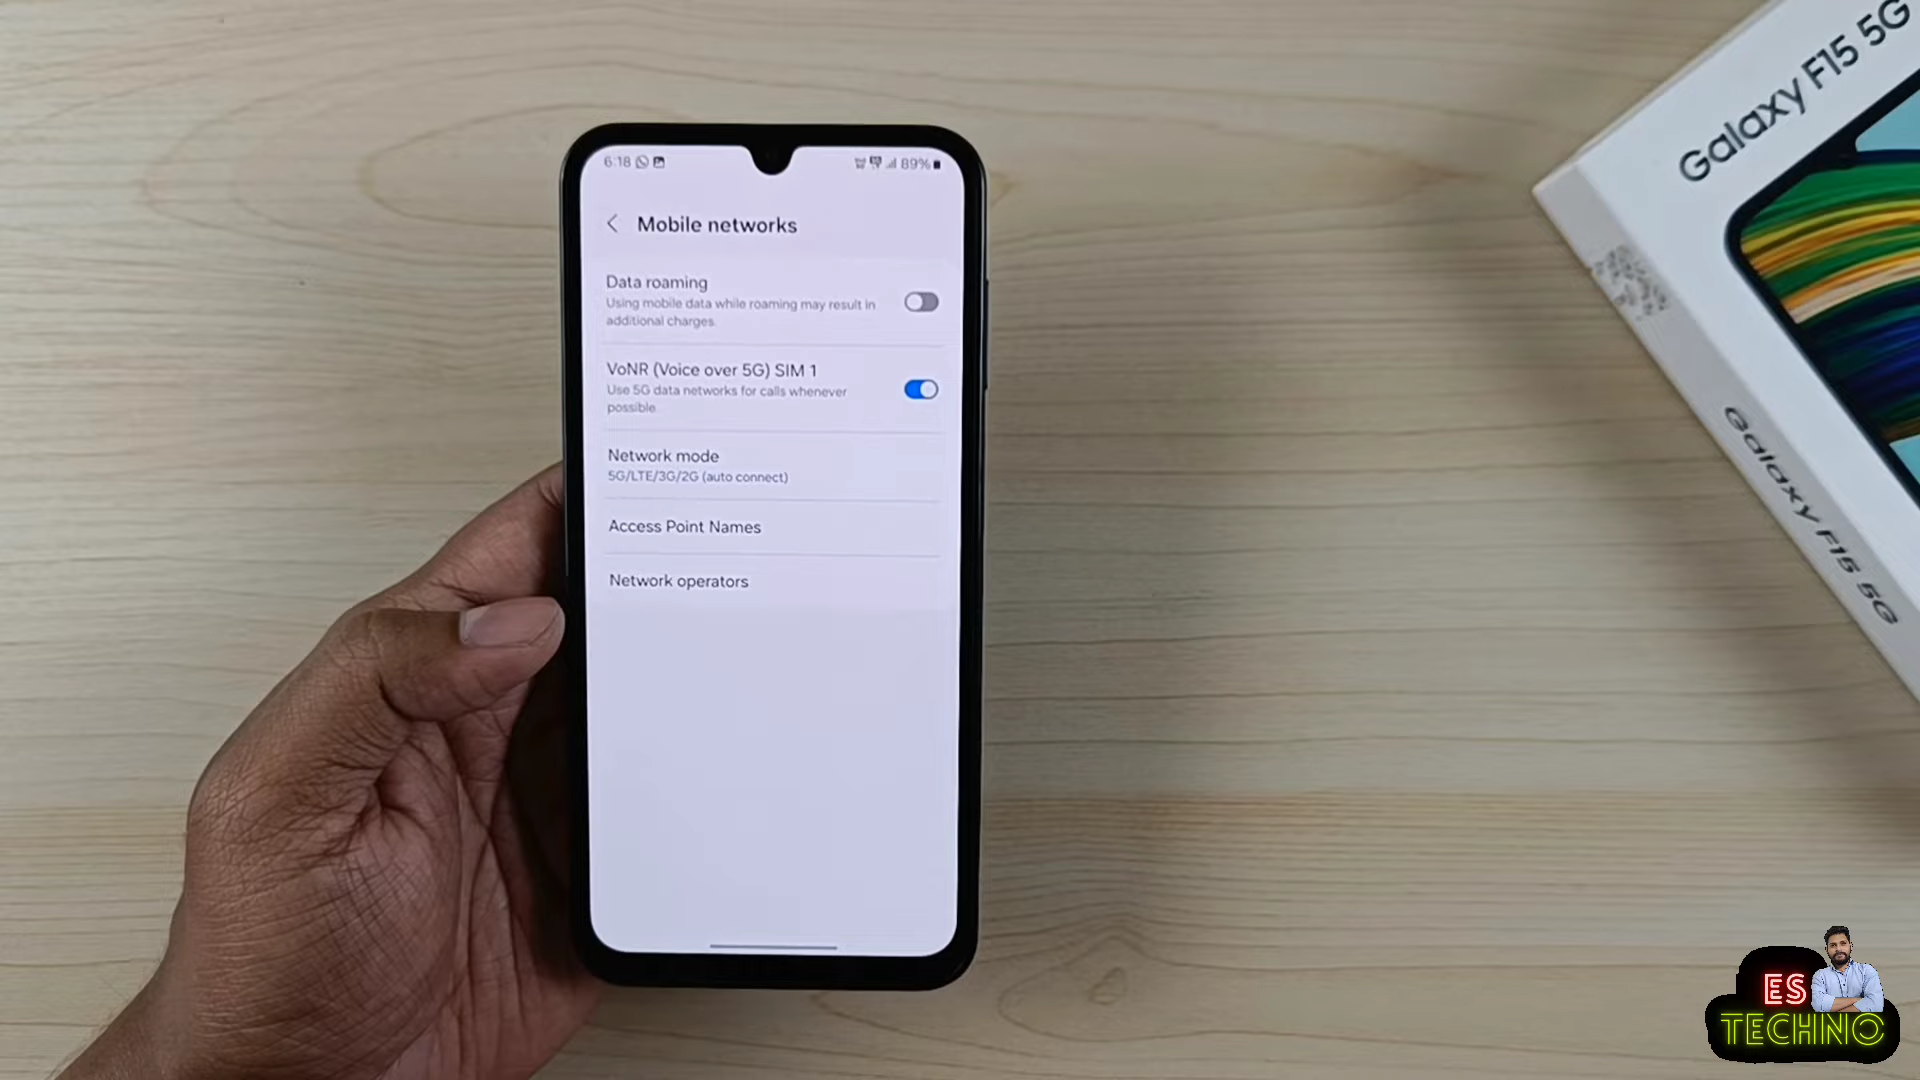 6:18
89%
Mobile networks
Data roaming
Using mobile data while roaming may result in
additional charges.
VoNR (Voice over 5G) SIM 1
Use 5G data networks for calls whenever
possible
Network mode
5G/LTE/3G/2G (auto connect)
Access Point Names
Network operators
Galaxy F15 5G
Galaxy F15 5G
ES
TECHNO